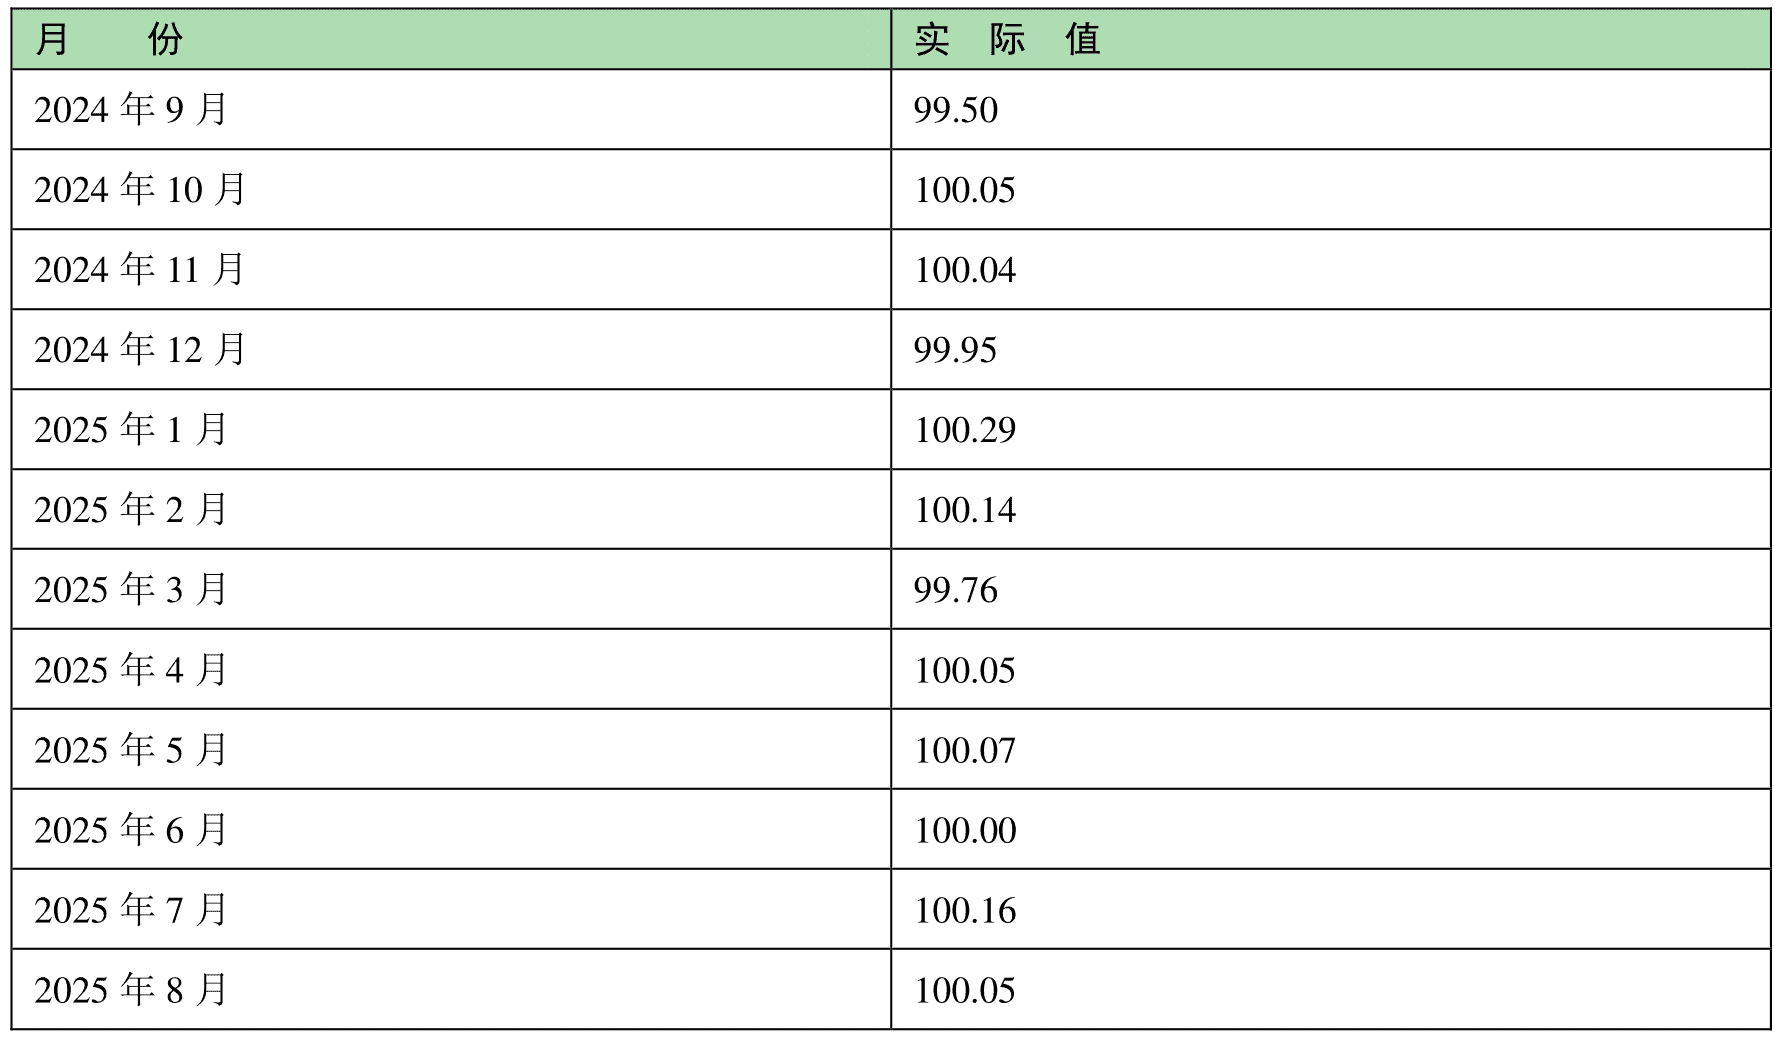 月　　份　实　际　值
2024 年 9 月　99.50
2024 年 10 月　100.05
2024 年 11 月　100.04
2024 年 12 月　99.95
2025 年 1 月　100.29
2025 年 2 月　100.14
2025 年 3 月　99.76
2025 年 4 月　100.05
2025 年 5 月　100.07
2025 年 6 月　100.00
2025 年 7 月　100.16
2025 年 8 月　100.05